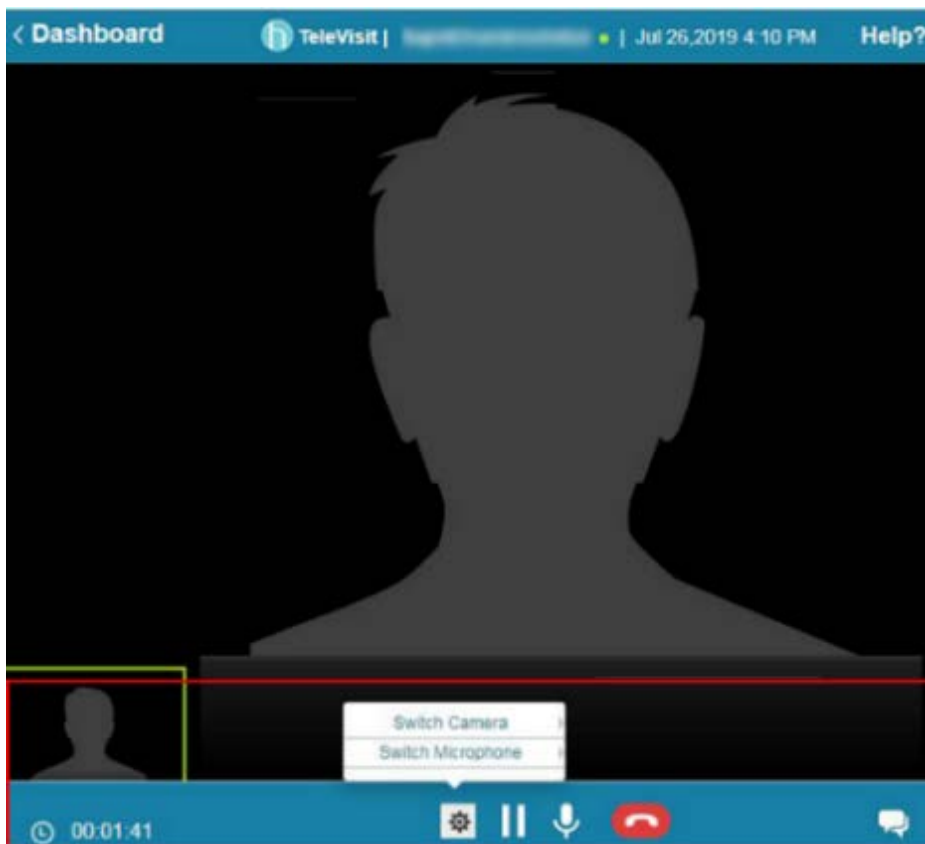 < Dashboard TeleVisit | | Jul 26,2019 4:10 PM Help?
Switch Camera
Switch Microphone
00:01:41